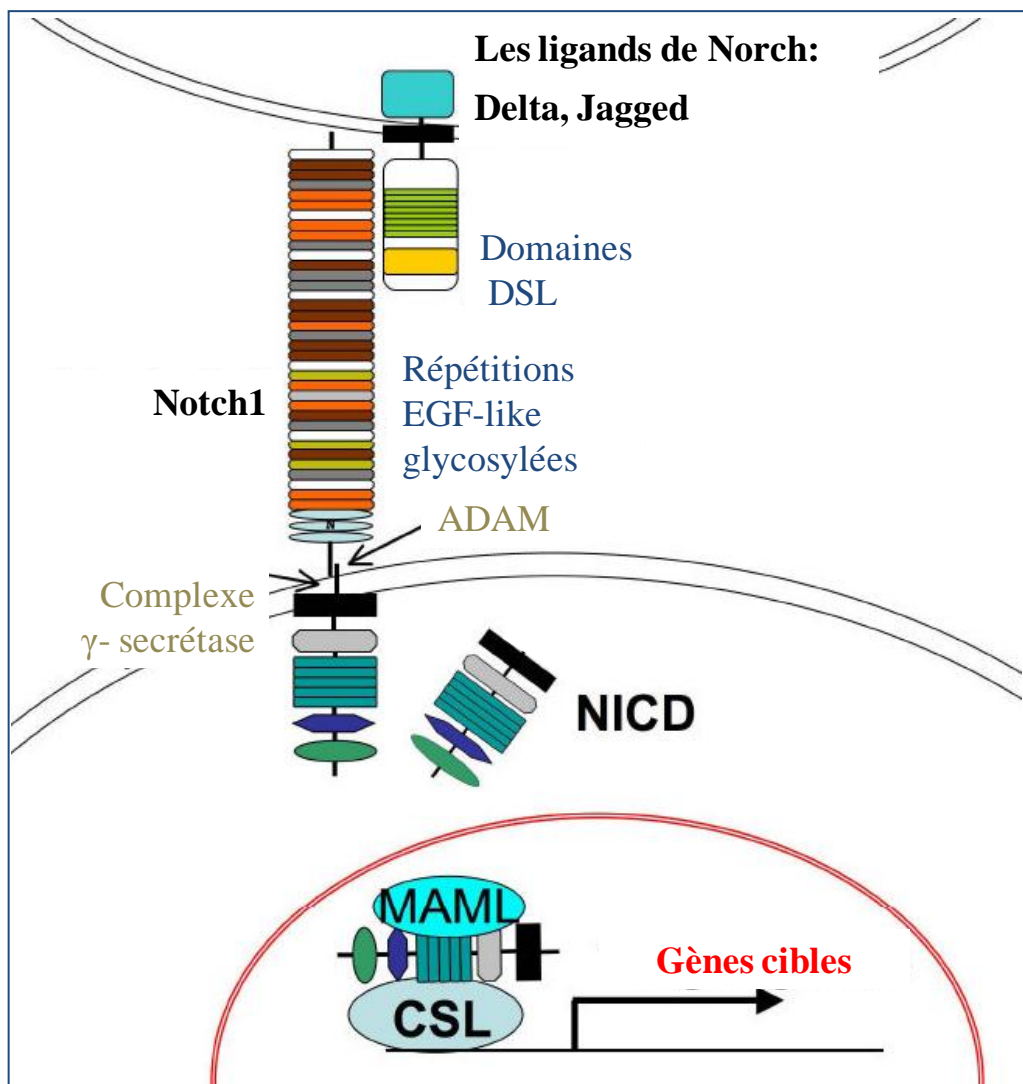 Les ligands de Norch:
Delta, Jagged
Domaines
DSL
Notch1
Répétitions
EGF-like
glycosylées
N
ADAM
Complexe
γ- secrétase
NICD
MAML
CSL
Gènes cibles